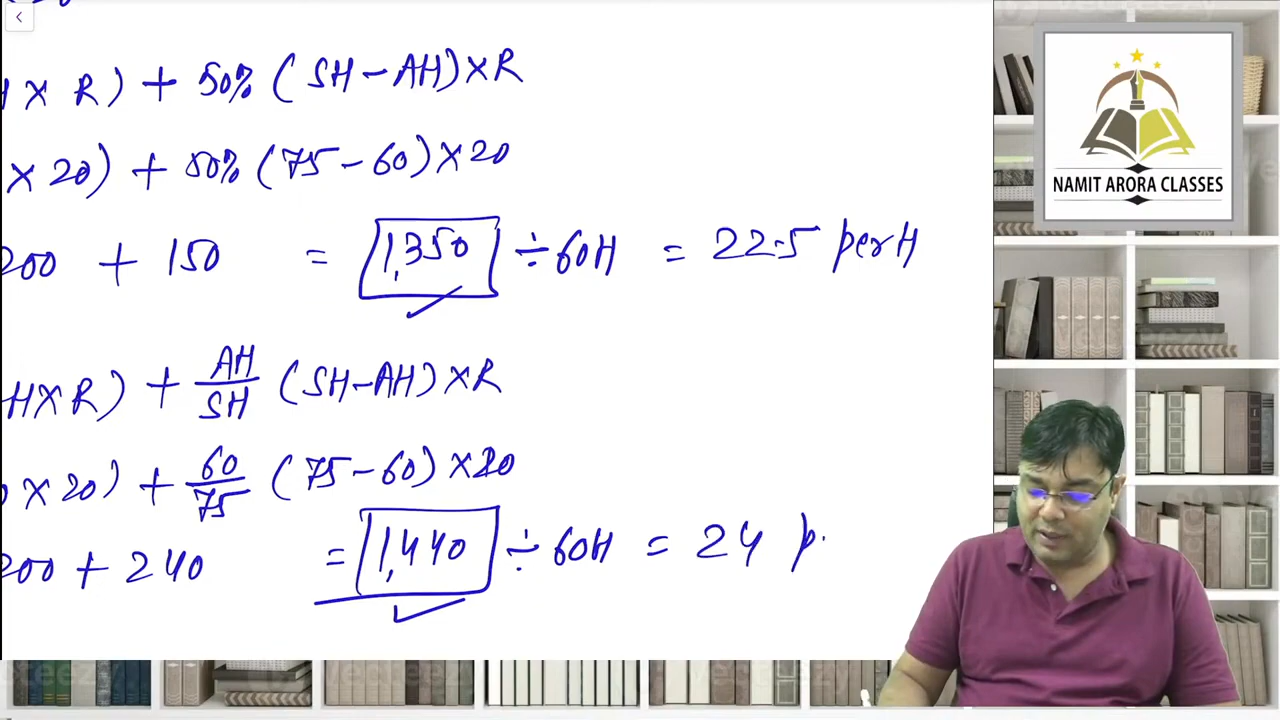 H X R) + 50% (SH - AH) X R
X 20) + 50% (75 - 60) X 20
200 + 150 = 1,350 ÷ 60H = 22.5 per H
H X R) + AH/SH (SH - AH) X R
0 X 20) + 60/75 (75 - 60) X 20
200 + 240 = 1,440 ÷ 60H = 24 p.
NAMIT ARORA CLASSES